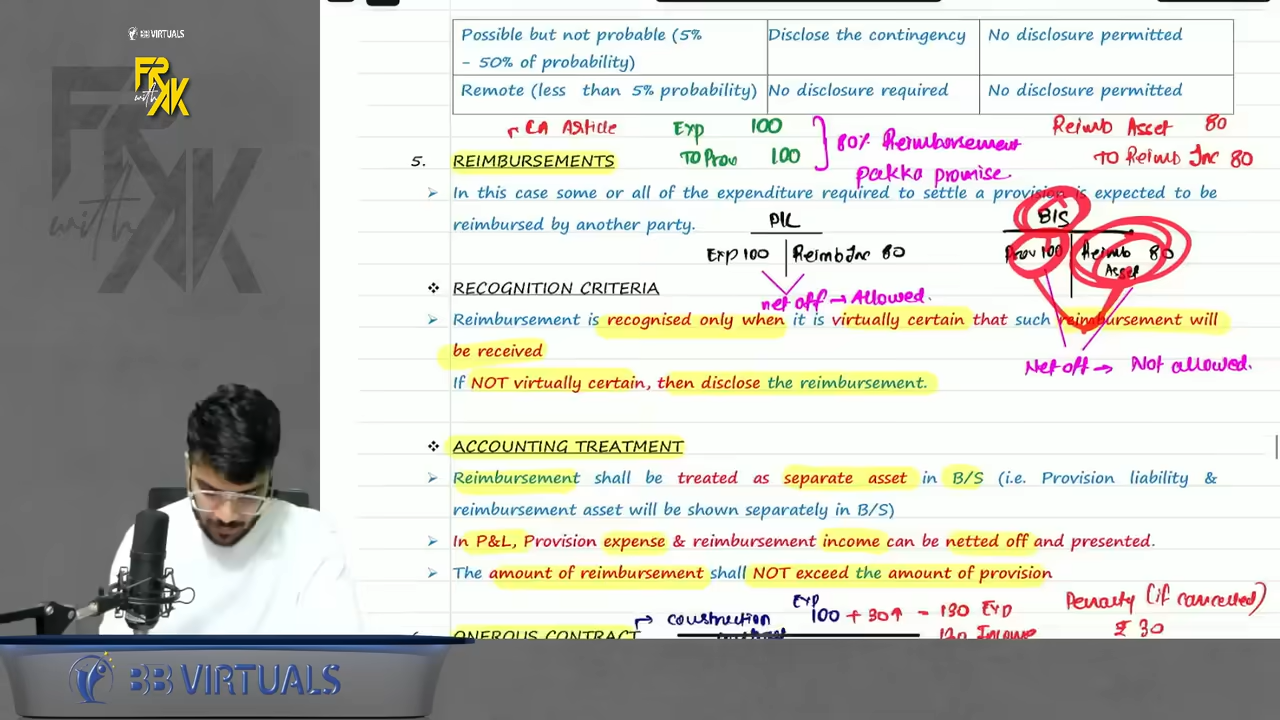 BB VIRTUALS
FR
with
AK
FR
with
AK
Possible but not probable (5% – 50% of probability)
Disclose the contingency
No disclosure permitted
Remote (less than 5% probability)
No disclosure required
No disclosure permitted
CA Article
Exp 100
To Prov 100
80% Reimbursement
pakka promise.
Reimb Asset 80
To Reimb Inc 80
5. REIMBURSEMENTS
➢ In this case some or all of the expenditure required to settle a provision is expected to be
reimbursed by another party.
P/L
Exp 100
Reimb Inc 80
net off → Allowed.
B/S
Prov 100
Reimb Asset 80
Net off → Not allowed.
❖ RECOGNITION CRITERIA
➢ Reimbursement is recognised only when it is virtually certain that such reimbursement will
be received
If NOT virtually certain, then disclose the reimbursement.
❖ ACCOUNTING TREATMENT
➢ Reimbursement shall be treated as separate asset in B/S (i.e. Provision liability &
reimbursement asset will be shown separately in B/S)
➢ In P&L, Provision expense & reimbursement income can be netted off and presented.
➢ The amount of reimbursement shall NOT exceed the amount of provision
ONEROUS CONTRACT
construction
Exp
100 + 30↑ - 130 Exp
120 Income
Penalty (if cancelled)
₹ 30
BB VIRTUALS